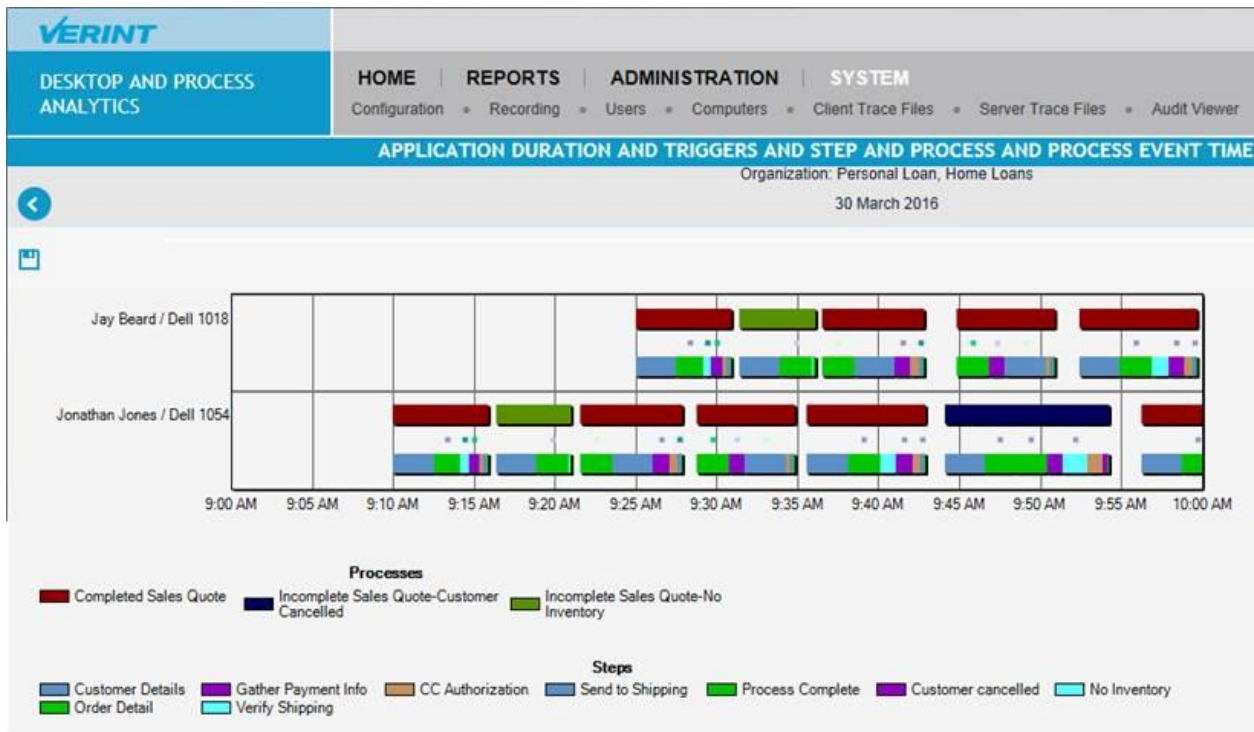 VERINT
DESKTOP AND PROCESS
ANALYTICS
HOME REPORTS ADMINISTRATION SYSTEM
Configuration Recording Users Computers Client Trace Files Server Trace Files Audit Viewer
APPLICATION DURATION AND TRIGGERS AND STEP AND PROCESS AND PROCESS EVENT TIME
Organization: Personal Loan, Home Loans
30 March 2016
Jay Beard / Dell 1018
Jonathan Jones / Dell 1054
9:00 AM 9:05 AM 9:10 AM 9:15 AM 9:20 AM 9:25 AM 9:30 AM 9:35 AM 9:40 AM 9:45 AM 9:50 AM 9:55 AM 10:00 AM
Processes
Completed Sales Quote Incomplete Sales Quote-Customer Incomplete Sales Quote-No
Cancelled Inventory
Steps
Customer Details Gather Payment Info CC Authorization Send to Shipping Process Complete Customer cancelled No Inventory
Order Detail Verify Shipping